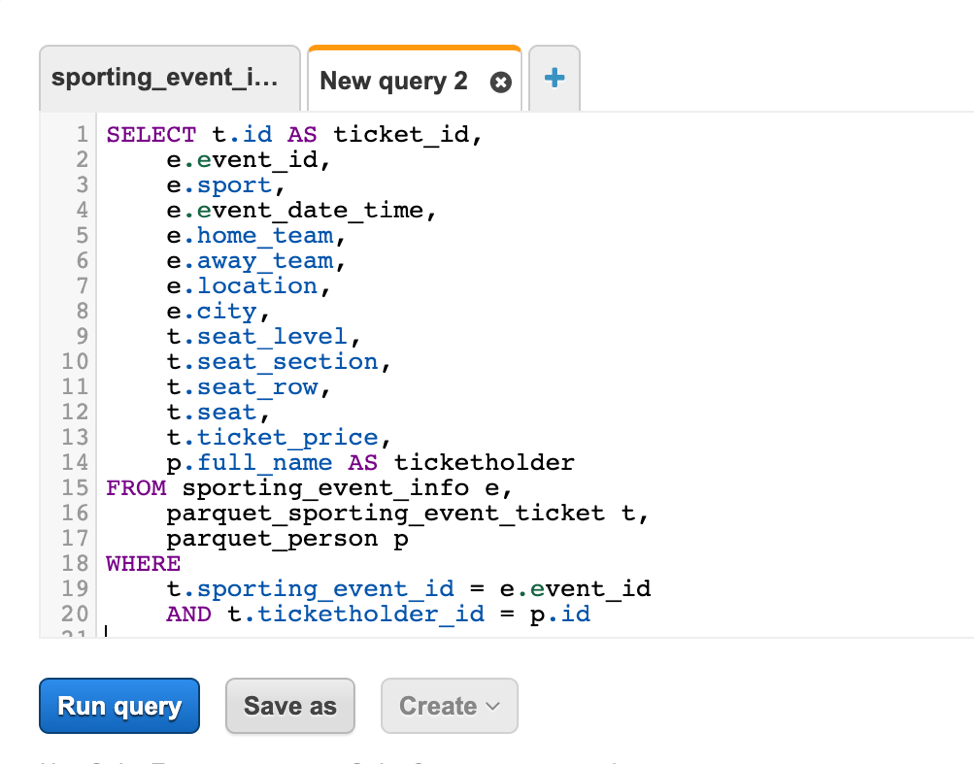 sporting_event_i...
New query 2
+
1 SELECT t.id AS ticket_id,
2 e.event_id,
3 e.sport,
4 e.event_date_time,
5 e.home_team,
6 e.away_team,
7 e.location,
8 e.city,
9 t.seat_level,
10 t.seat_section,
11 t.seat_row,
12 t.seat,
13 t.ticket_price,
14 p.full_name AS ticketholder
15 FROM sporting_event_info e,
16 parquet_sporting_event_ticket t,
17 parquet_person p
18 WHERE
19 t.sporting_event_id = e.event_id
20 AND t.ticketholder_id = p.id
21
Run query
Save as
Create